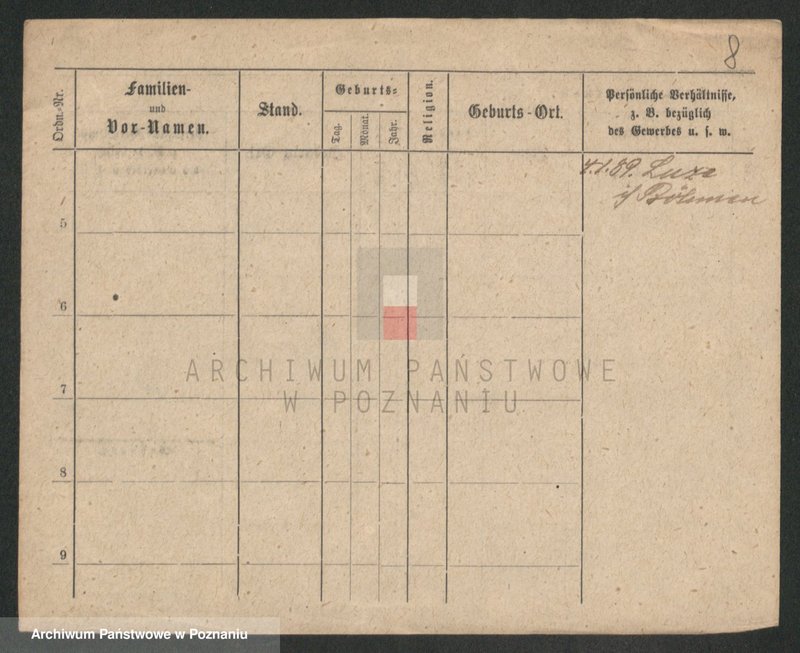 8
Ordn.-Nr.
Familien-
und
Vor-Namen.
Stand.
Geburts-
Tag.
Monat.
Jahr.
Religion.
Geburts-Ort.
Persönliche Verhältnisse,
z. B. bezüglich
des Gewerbes u. s. w.
4.1.89. Luze
Böhmen
5
6
7
8
9
ARCHIWUM PAŃSTWOWE
W POZNANIU
Archiwum Państwowe w Poznaniu